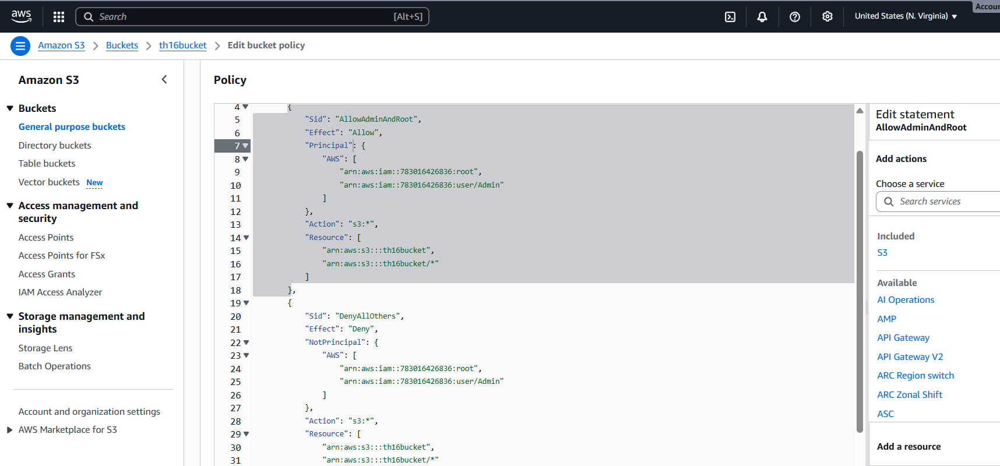 aws
Search [Alt+S]
United States (N. Virginia)
Amazon S3 Buckets th16bucket Edit bucket policy
Amazon S3
Buckets
General purpose buckets
Directory buckets
Table buckets
Vector buckets New
Access management and
security
Access Points
Access Points for FSx
Access Grants
IAM Access Analyzer
Storage management and
insights
Storage Lens
Batch Operations
Account and organization settings
AWS Marketplace for S3
Policy
4 {
5 "Sid": "AllowAdminAndRoot",
6 "Effect": "Allow",
7 "Principal": {
8 "AWS": [
9 "arn:aws:iam::783016426836:root",
10 "arn:aws:iam::783016426836:user/Admin"
11 ]
12 },
13 "Action": "s3:*",
14 "Resource": [
15 "arn:aws:s3:::th16bucket",
16 "arn:aws:s3:::th16bucket/*"
17 ]
18 },
19 {
20 "Sid": "DenyAllOthers",
21 "Effect": "Deny",
22 "NotPrincipal": {
23 "AWS": [
24 "arn:aws:iam::783016426836:root",
25 "arn:aws:iam::783016426836:user/Admin"
26 ]
27 },
28 "Action": "s3:*",
29 "Resource": [
30 "arn:aws:s3:::th16bucket",
31 "arn:aws:s3:::th16bucket/*"
Edit statement
AllowAdminAndRoot
Add actions
Choose a service
Search services
Included
S3
Available
AI Operations
AMP
API Gateway
API Gateway V2
ARC Region switch
ARC Zonal Shift
ASC
Add a resource